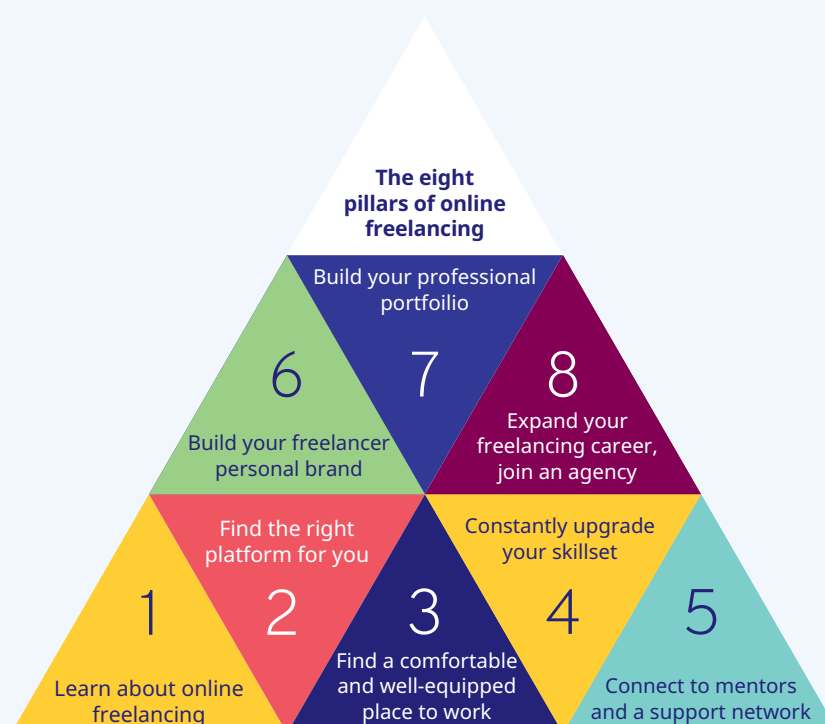 The eight
pillars of online
freelancing
Build your professional
portfoilio
6
7
8
Build your freelancer
personal brand
Expand your
freelancing career,
join an agency
Find the right
platform for you
Constantly upgrade
your skillset
1
2
3
4
5
Learn about online
freelancing
Find a comfortable
and well-equipped
place to work
Connect to mentors
and a support network